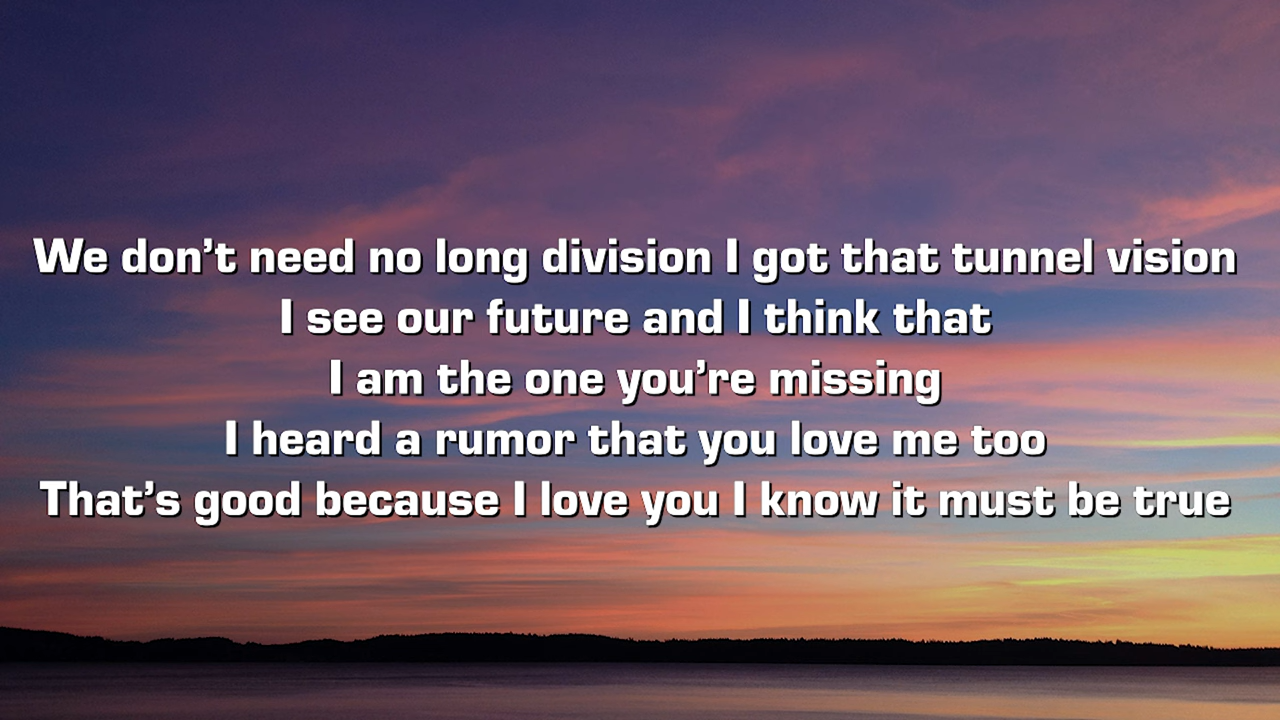 We don’t need no long division I got that tunnel vision
I see our future and I think that
I am the one you’re missing
I heard a rumor that you love me too
That’s good because I love you I know it must be true